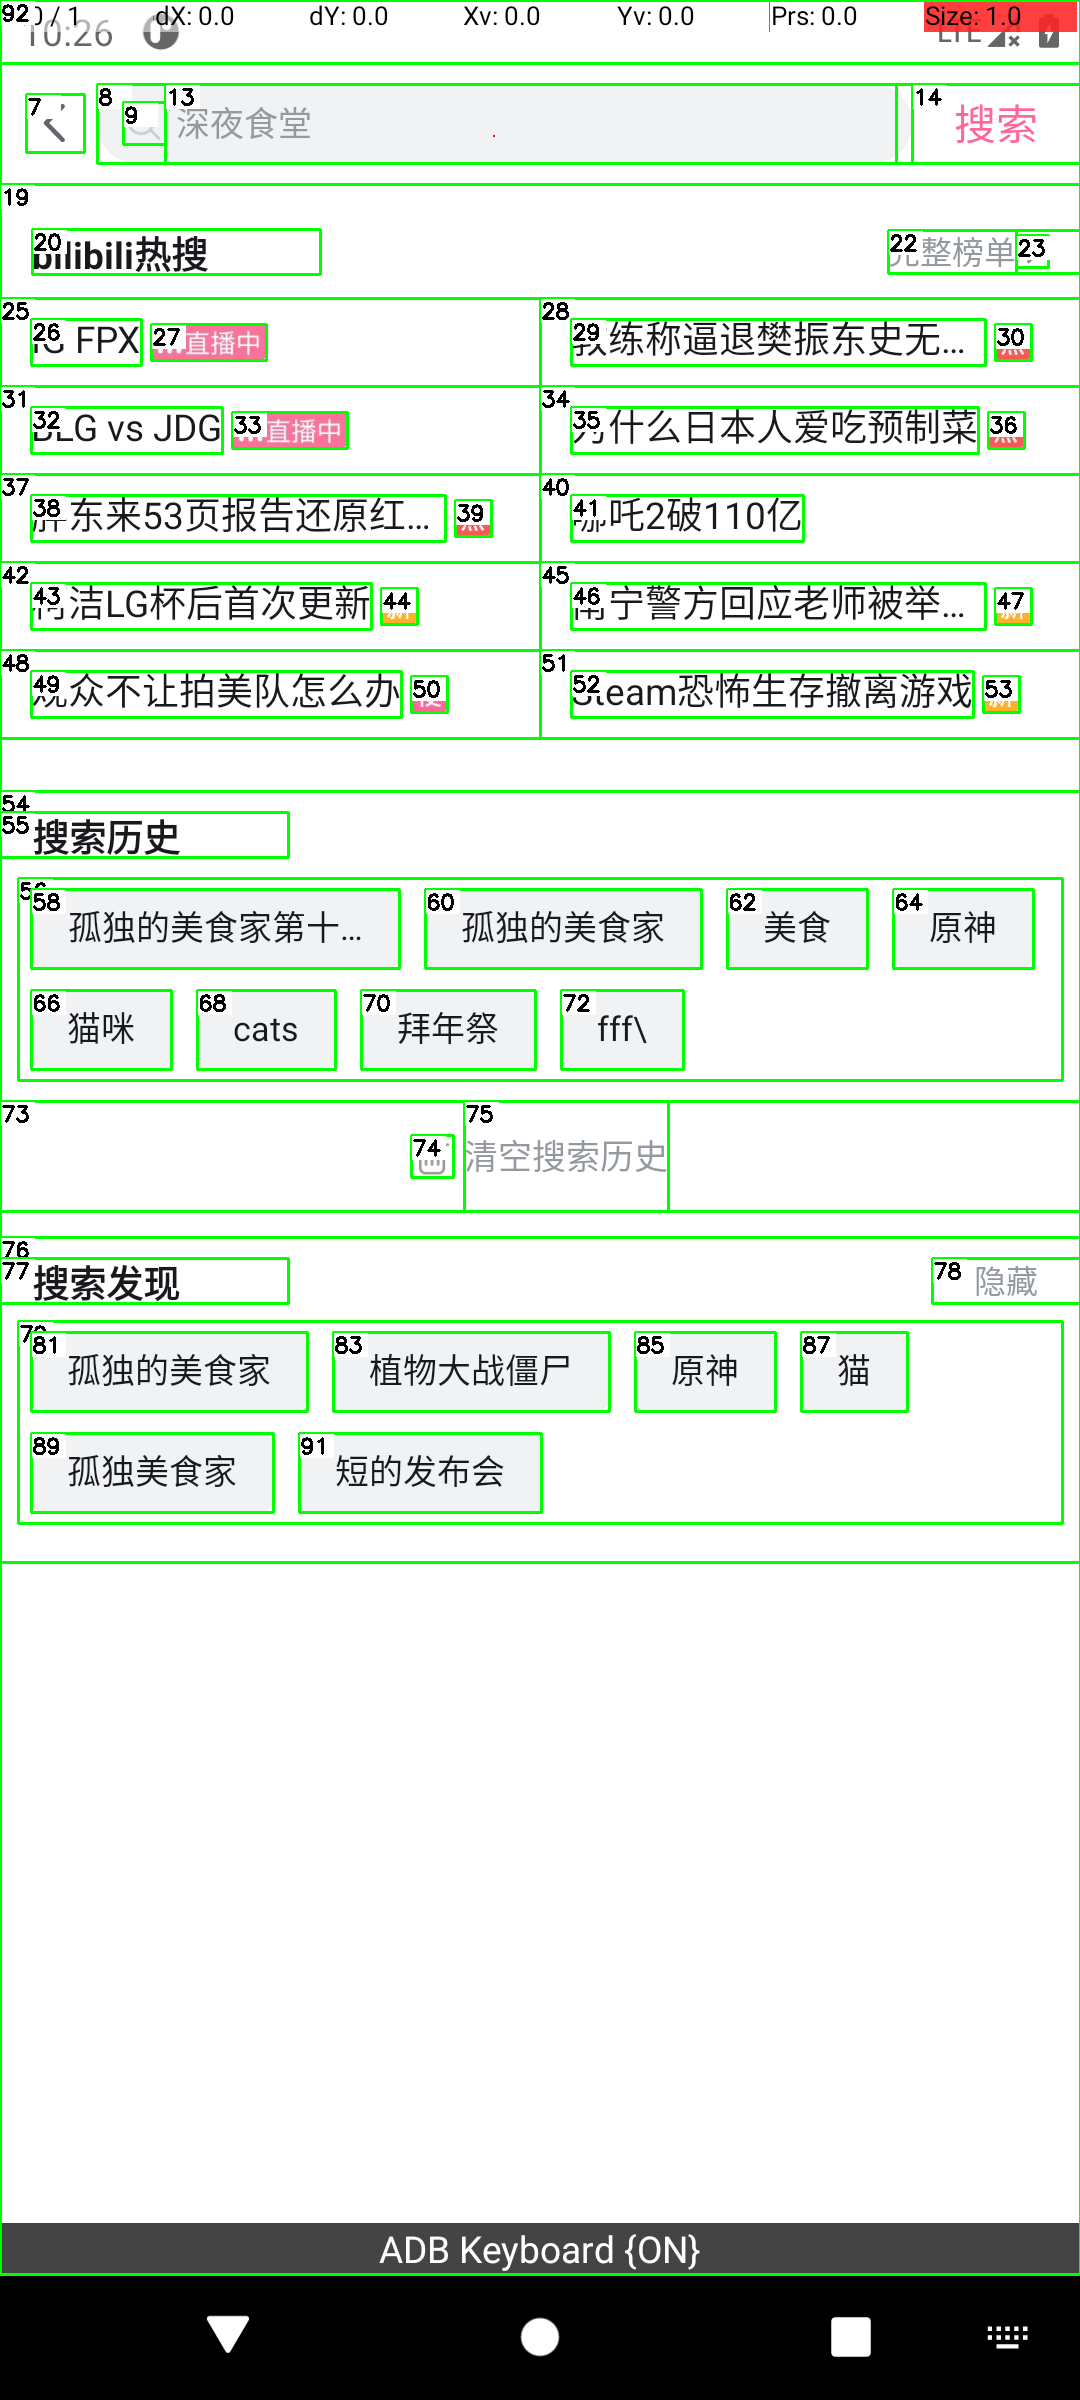 0 / 1 dX: 0.0 dY: 0.0 Xv: 0.0 Yv: 0.0 Prs: 0.0 Size: 1.0
92 10:26 LTE
7 8 9 13 深夜食堂 14 搜索
19
20 bilibili热搜 22 完整榜单 23
25 28
26 FPX 27 直播中 29 教练称逼退樊振东史无... 30
31 34
32 BLG vs JDG 33 直播中 35 为什么日本人爱吃预制菜 36
37 40
38 胖东来53页报告还原红... 39 41 哪吒2破110亿
42 45
43 洁LG杯后首次更新 44 46 宁警方回应老师被举... 47
48 51
49 观众不让拍美队怎么办 50 52 Steam恐怖生存撤离游戏 53
54
55 搜索历史
58 孤独的美食家第十... 60 孤独的美食家 62 美食 64 原神
66 猫咪 68 cats 70 拜年祭 72 fff\
73 74 75 清空搜索历史
76
77 搜索发现 78 隐藏
81 孤独的美食家 83 植物大战僵尸 85 原神 87 猫
89 孤独美食家 91 短的发布会
ADB Keyboard {ON}